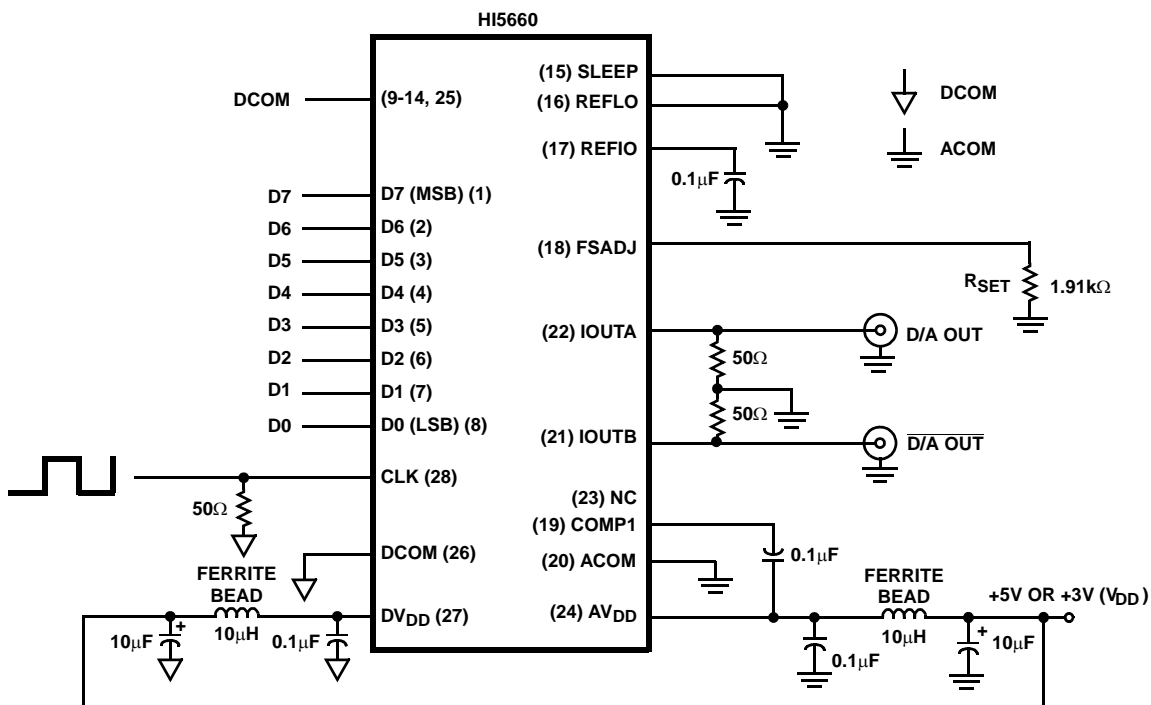 HI5660
DCOM
(9-14, 25)
D7
D7 (MSB) (1)
D6
D6 (2)
D5
D5 (3)
D4
D4 (4)
D3
D3 (5)
D2
D2 (6)
D1
D1 (7)
D0
D0 (LSB) (8)
CLK (28)
50Ω
DCOM (26)
FERRITE
BEAD
+
10µF
10µH
0.1µF
DVDD (27)
(15) SLEEP
(16) REFLO
(17) REFIO
0.1µF
(18) FSADJ
RSET
1.91kΩ
(22) IOUTA
D/A OUT
50Ω
50Ω
(21) IOUTB
D/A OUT
(23) NC
(19) COMP1
0.1µF
(20) ACOM
FERRITE
BEAD
+5V OR +3V (VDD)
(24) AVDD
10µH
+
10µF
0.1µF
DCOM
ACOM